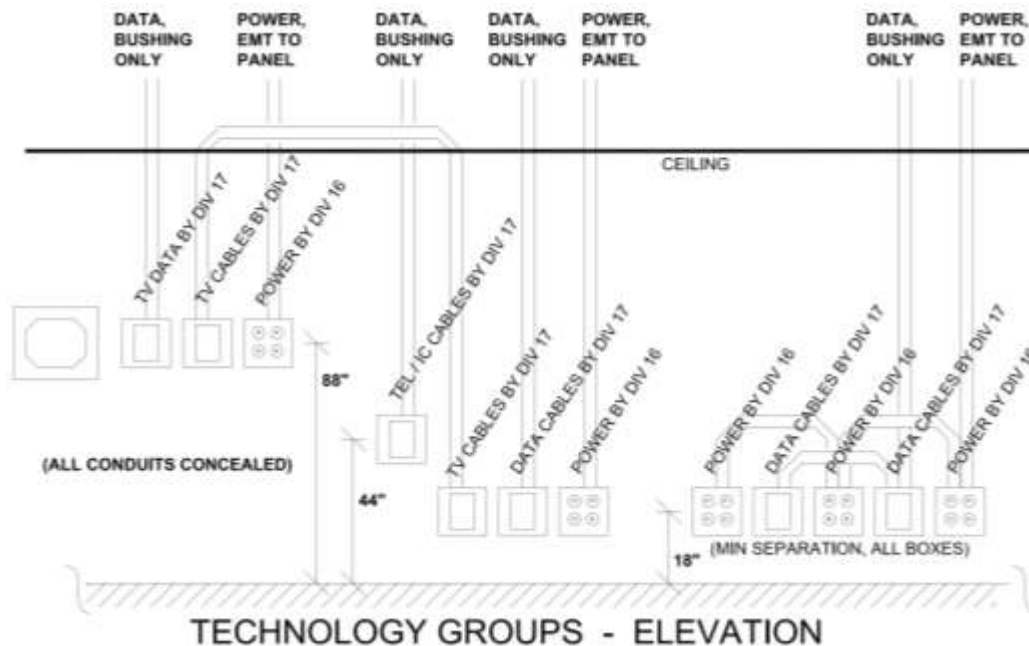 DATA,
BUSHING
ONLY
POWER,
EMT TO
PANEL
DATA,
BUSHING
ONLY
DATA,
BUSHING
ONLY
POWER,
EMT TO
PANEL
DATA,
BUSHING
ONLY
POWER,
EMT TO
PANEL
CEILING
TV DATA BY DIV 17
TV CABLES BY DIV 17
POWER BY DIV 16
TEL / IC CABLES BY DIV 17
TV CABLES BY DIV 17
DATA CABLES BY DIV 17
POWER BY DIV 16
POWER BY DIV 16
DATA CABLES BY DIV 17
POWER BY DIV 16
DATA CABLES BY DIV 17
POWER BY DIV 16
88"
(ALL CONDUITS CONCEALED)
44"
18"
(MIN SEPARATION, ALL BOXES)
TECHNOLOGY GROUPS - ELEVATION